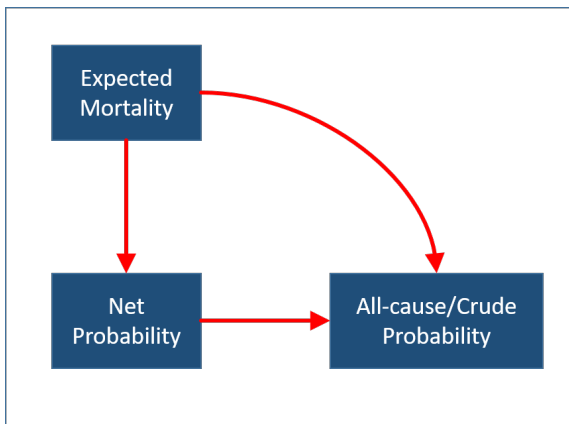 Expected
Mortality
Net
Probability
All-cause/Crude
Probability